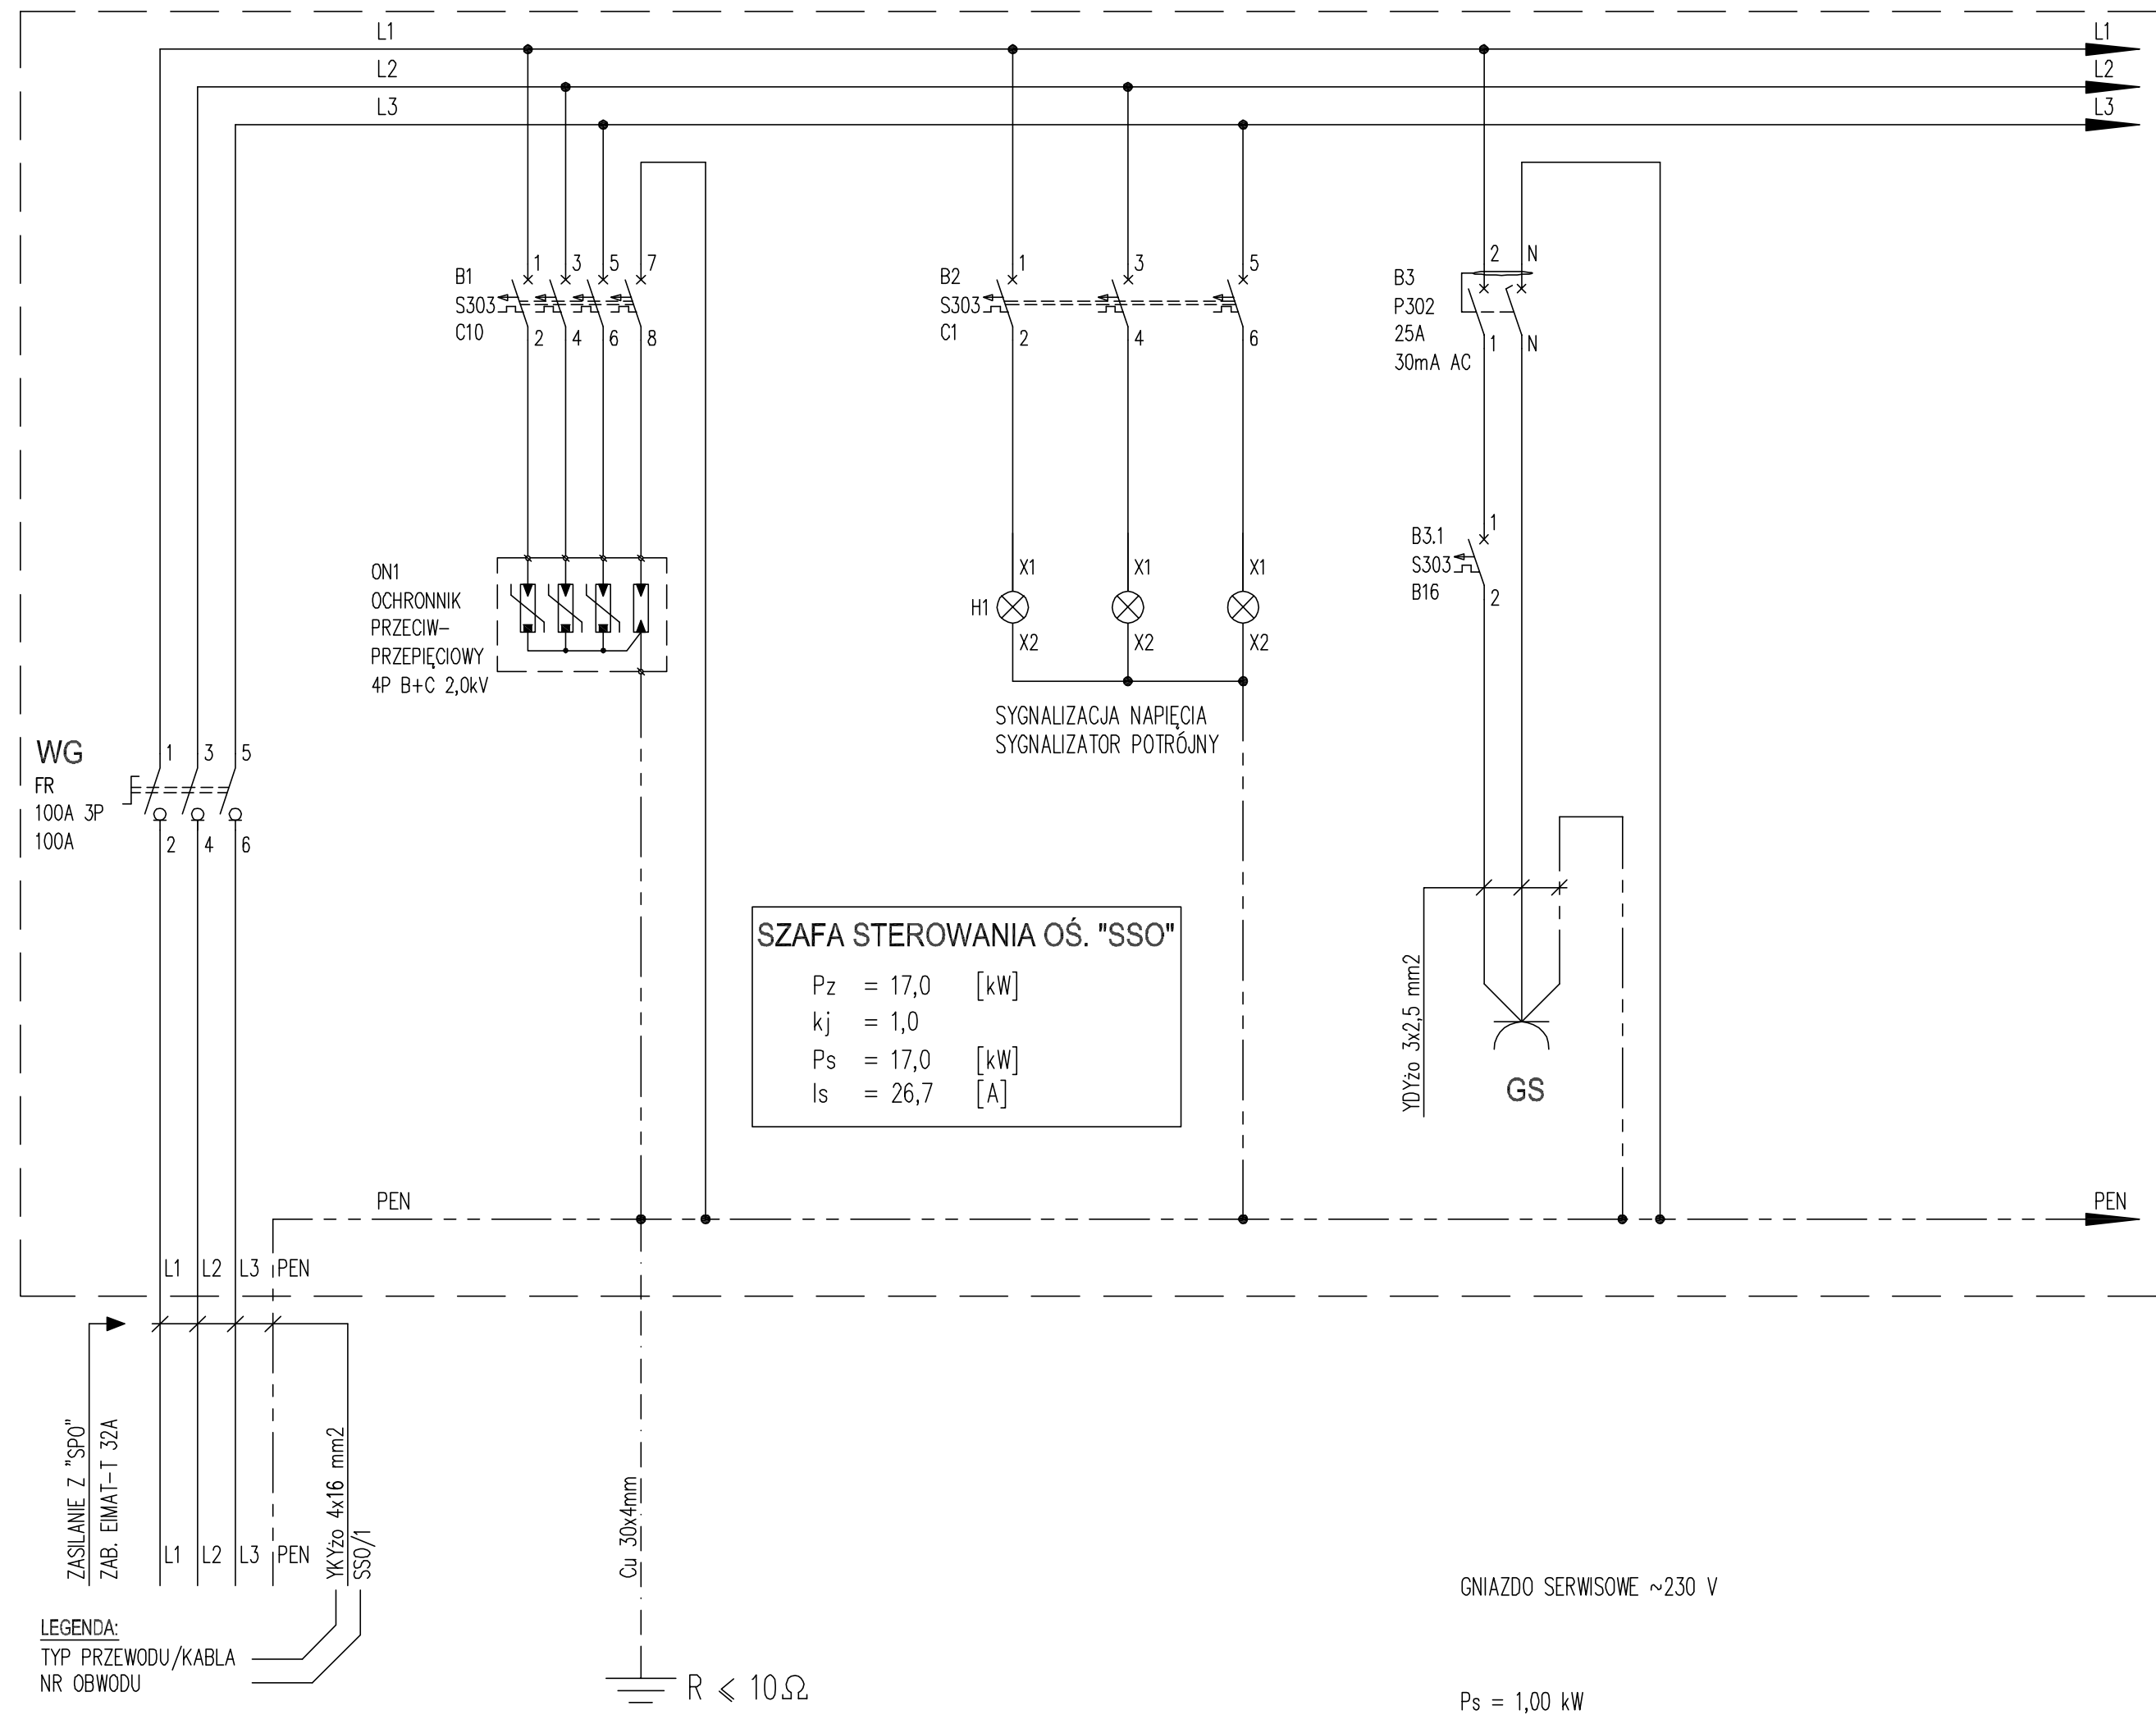 L1
L1
L2
L2
L3
L3
B1
S303
C10
1
3
5
7
2
4
6
8
B2
S303
C1
1
3
5
2
4
6
B3
P302
25A
30mA AC
2
N
1
N
B3.1
S303
B16
1
2
ON1
OCHRONNIK
PRZECIW-
PRZEPIĘCIOWY
4P B+C 2,0kV
H1
X1
X1
X1
X2
X2
X2
SYGNALIZACJA NAPIĘCIA
SYGNALIZATOR POTRÓJNY
WG
FR
100A 3P
100A
1
3
5
2
4
6
SZAFA STEROWANIA OŚ. "SSO"
Pz = 17,0 [kW]
kj = 1,0
Ps = 17,0 [kW]
Is = 26,7 [A]
YDYżo 3x2,5 mm2
GS
PEN
PEN
L1
L2
L3
PEN
ZASILANIE Z "SPO"
ZAB. EIMAT-T 32A
L1
L2
L3
PEN
YKYżo 4x16 mm2
SSO/1
Cu 30x4mm
LEGENDA:
TYP PRZEWODU/KABLA
NR OBWODU
R ⩽ 10Ω
GNIAZDO SERWISOWE ~230 V
Ps = 1,00 kW